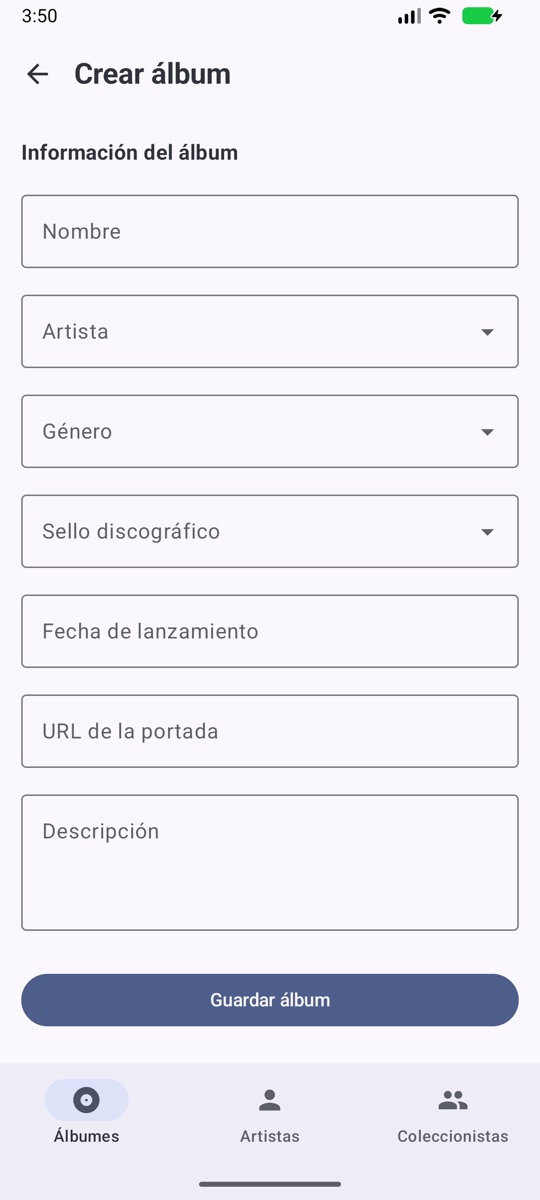 3:50
Crear álbum
Información del álbum
Nombre
Artista
Género
Sello discográfico
Fecha de lanzamiento
URL de la portada
Descripción
Guardar álbum
Álbumes
Artistas
Coleccionistas